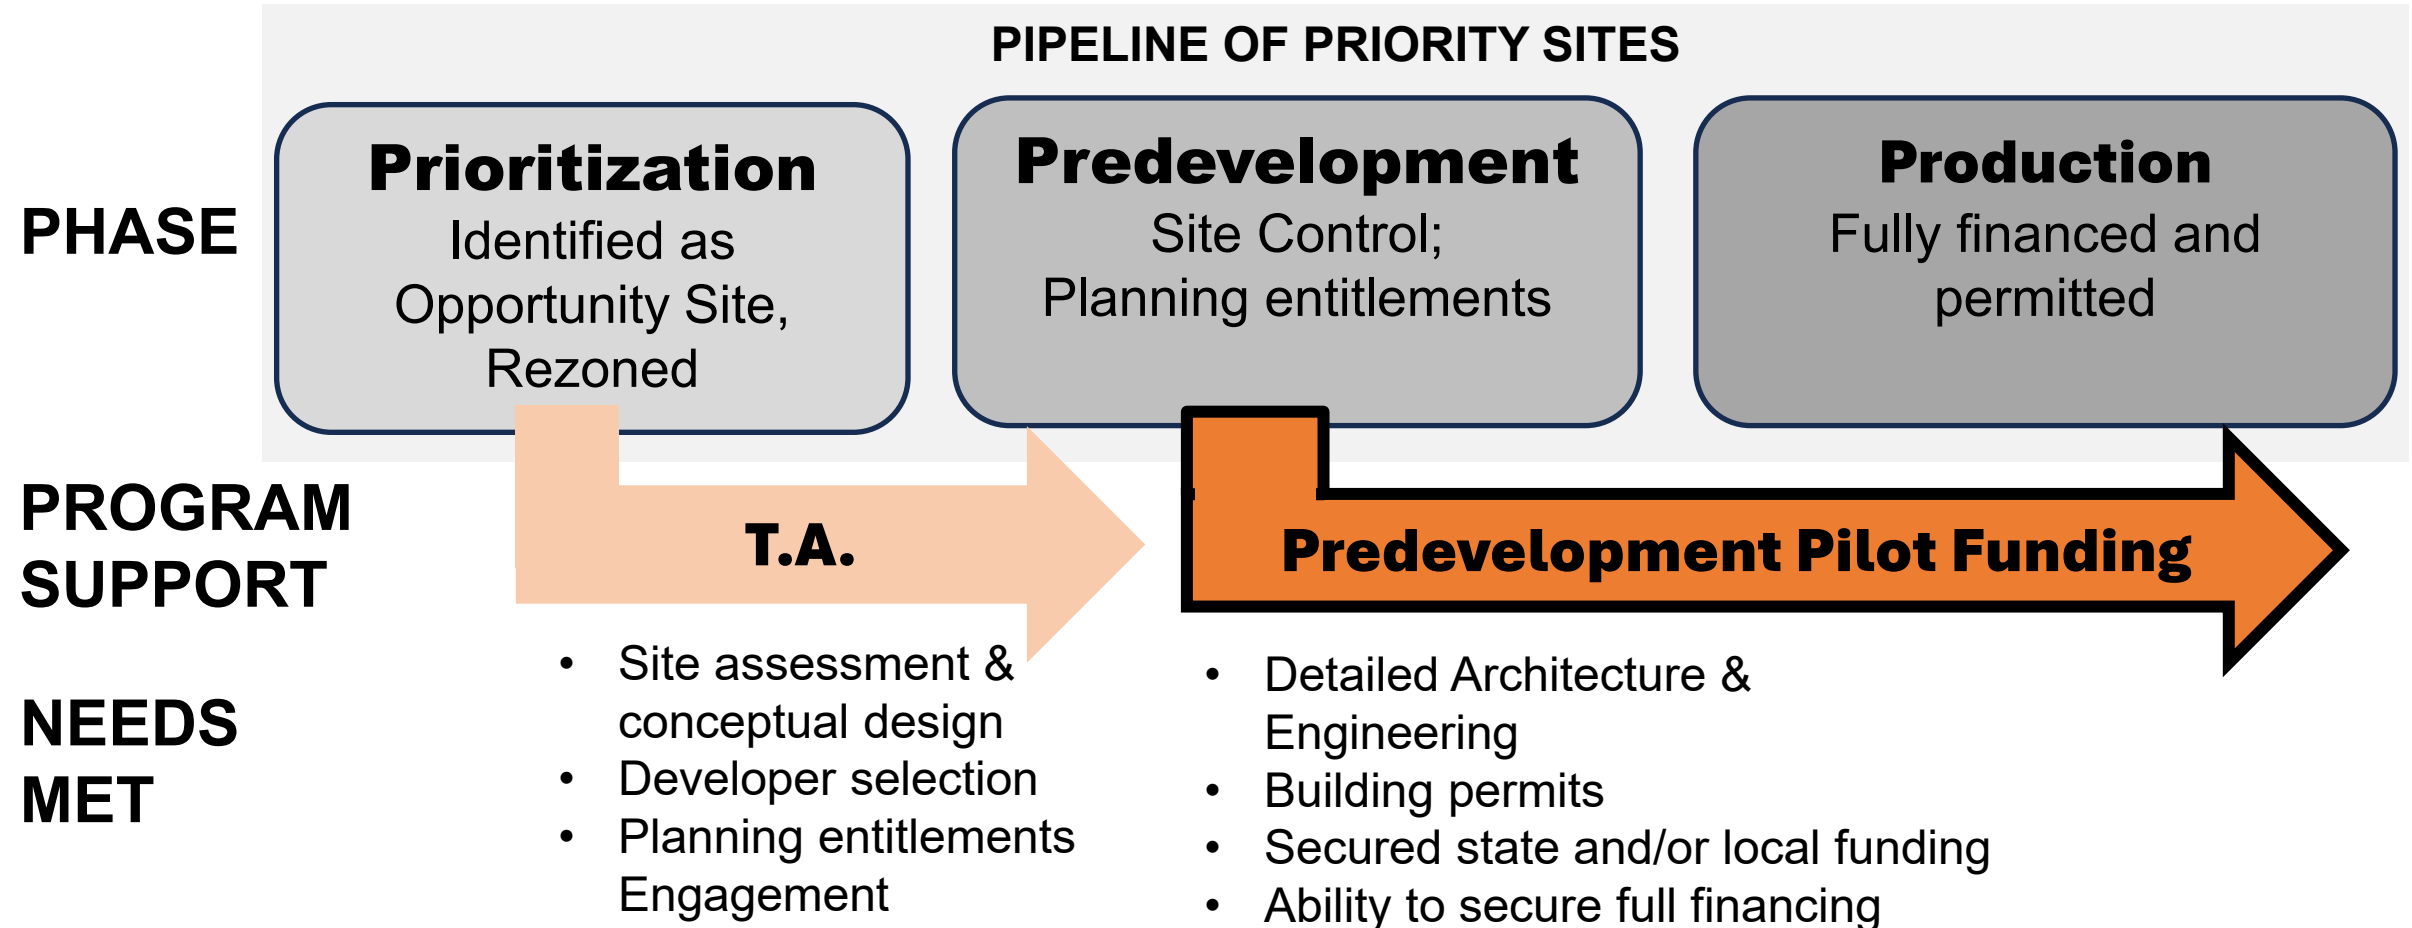 PIPELINE OF PRIORITY SITES
PHASE
Prioritization
Identified as
Opportunity Site,
Rezoned
Predevelopment
Site Control;
Planning entitlements
Production
Fully financed and
permitted
PROGRAM
SUPPORT
T.A.
Predevelopment Pilot Funding
NEEDS
MET
• Site assessment &
conceptual design
• Developer selection
• Planning entitlements
Engagement
• Detailed Architecture &
Engineering
• Building permits
• Secured state and/or local funding
• Ability to secure full financing